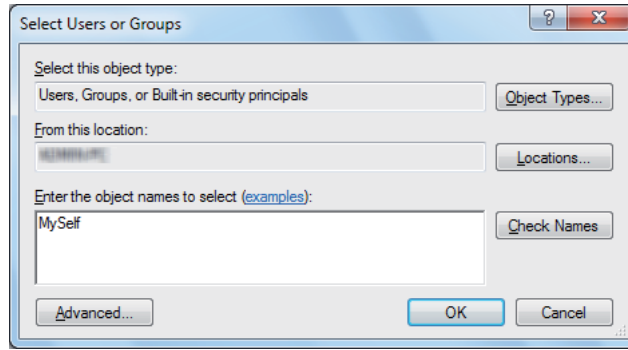 Select Users or Groups
Select this object type:
Users, Groups, or Built-in security principals
Object Types...
From this location:
Locations...
Enter the object names to select (examples):
MySelf
Check Names
Advanced...
OK
Cancel